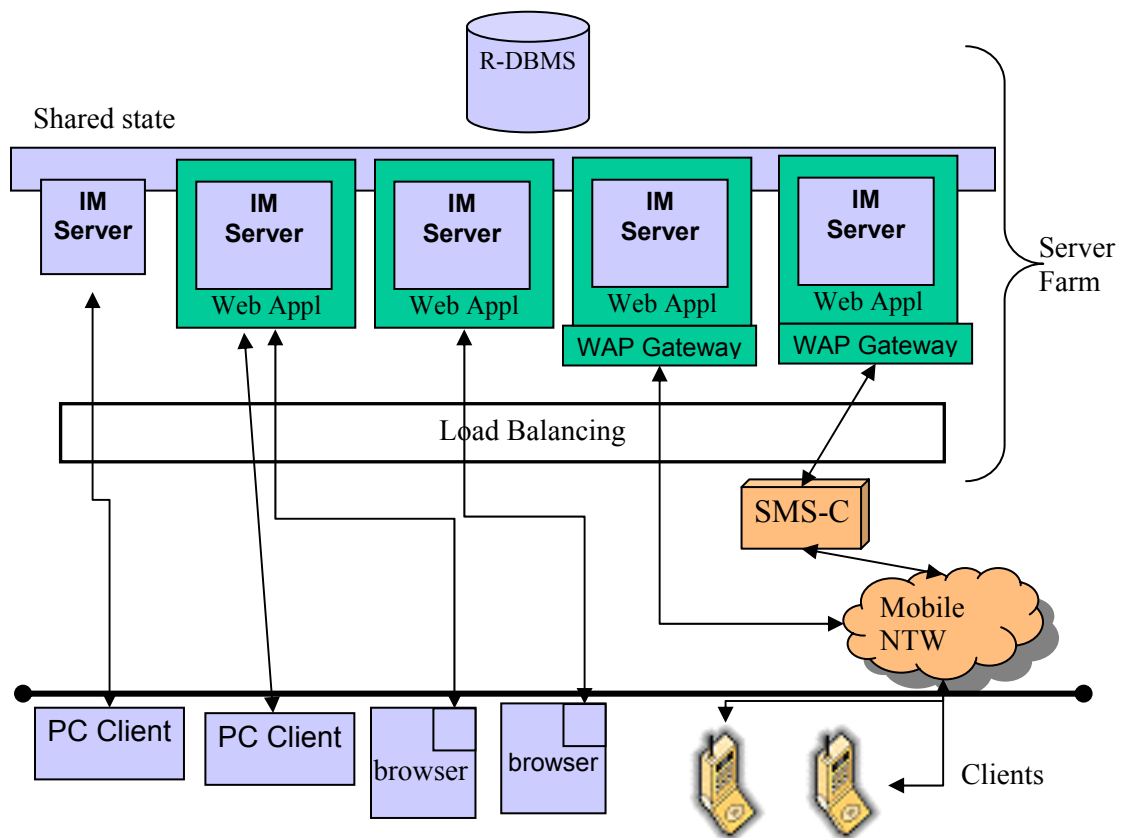 R-DBMS
Shared state
IM
Server
IM
Server
Web Appl
IM
Server
Web Appl
IM
Server
Web Appl
WAP Gateway
IM
Server
Web Appl
WAP Gateway
Server
Farm
Load Balancing
SMS-C
Mobile
NTW
PC Client
PC Client
browser
browser
Clients